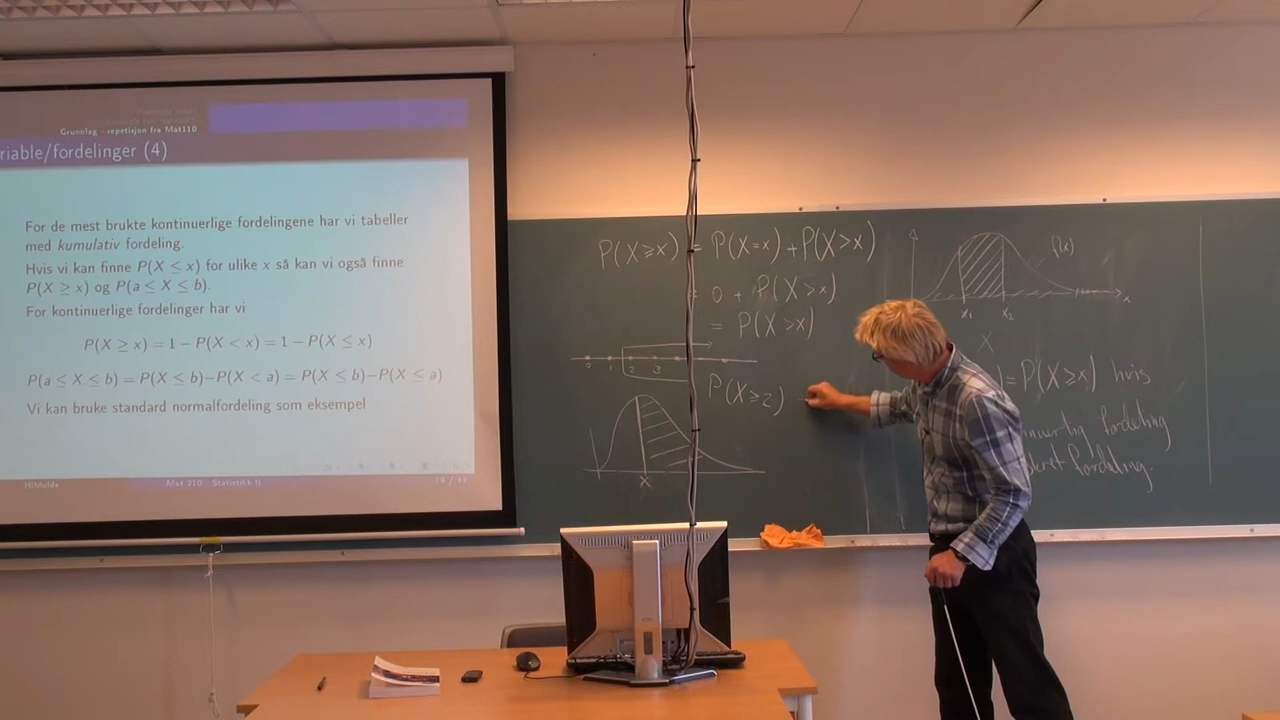 Grunnlag - repetisjon fra Mat110
riable/fordelinger (4)
For de mest brukte kontinuerlige fordelingene har vi tabeller
med kumulativ fordeling.
Hvis vi kan finne P(X ≤ x) for ulike x så kan vi også finne
P(X ≥ x) og P(a ≤ X ≤ b).
For kontinuerlige fordelinger har vi
P(X ≥ x) = 1 − P(X < x) = 1 − P(X ≤ x)
P(a ≤ X ≤ b) = P(X ≤ b)−P(X < a) = P(X ≤ b)−P(X ≤ a)
Vi kan bruke standard normalfordeling som eksempel
Mat 210 - Statistikk II
P(X≥x) = P(X=x) + P(X>x)
= 0 + P(X>x)
= P(X>x)
0 1 2 3
P(X≥2)
x
f(x)
x₁ x₂ x
X
) = P(X≥x) hvis
fordeling
fordeling.